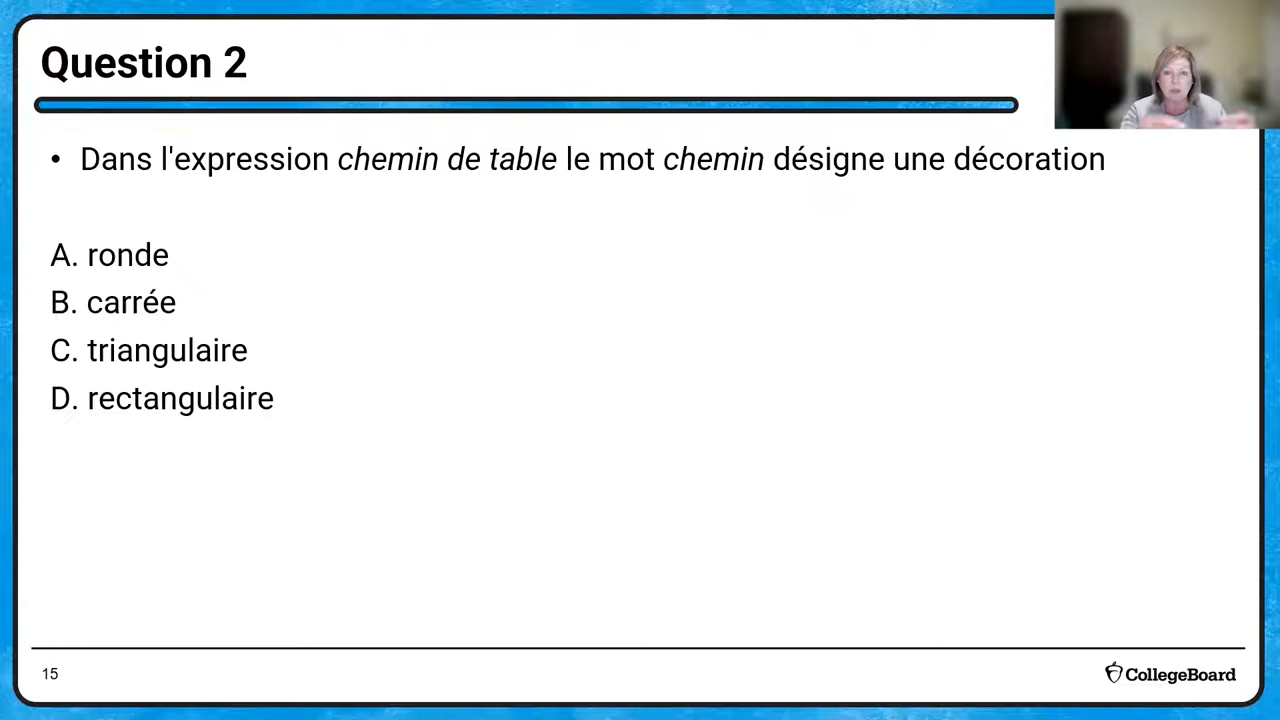 Question 2
• Dans l'expression chemin de table le mot chemin désigne une décoration
A. ronde
B. carrée
C. triangulaire
D. rectangulaire
15
CollegeBoard